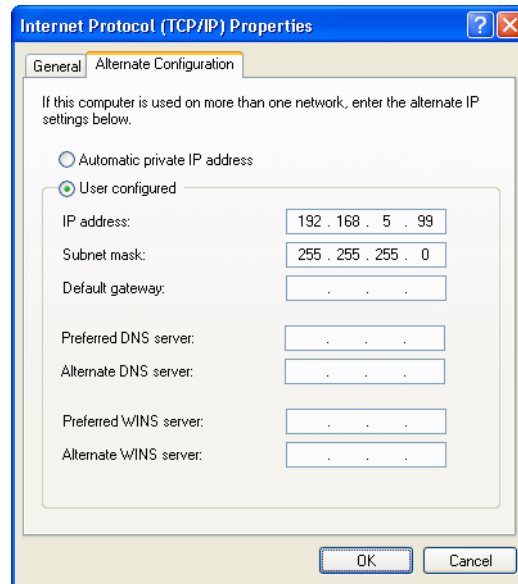 Internet Protocol (TCP/IP) Properties
General
Alternate Configuration
If this computer is used on more than one network, enter the alternate IP
settings below.
Automatic private IP address
User configured
IP address: 192 . 168 . 5 . 99
Subnet mask: 255 . 255 . 255 . 0
Default gateway: . . .
Preferred DNS server: . . .
Alternate DNS server: . . .
Preferred WINS server: . . .
Alternate WINS server: . . .
OK
Cancel